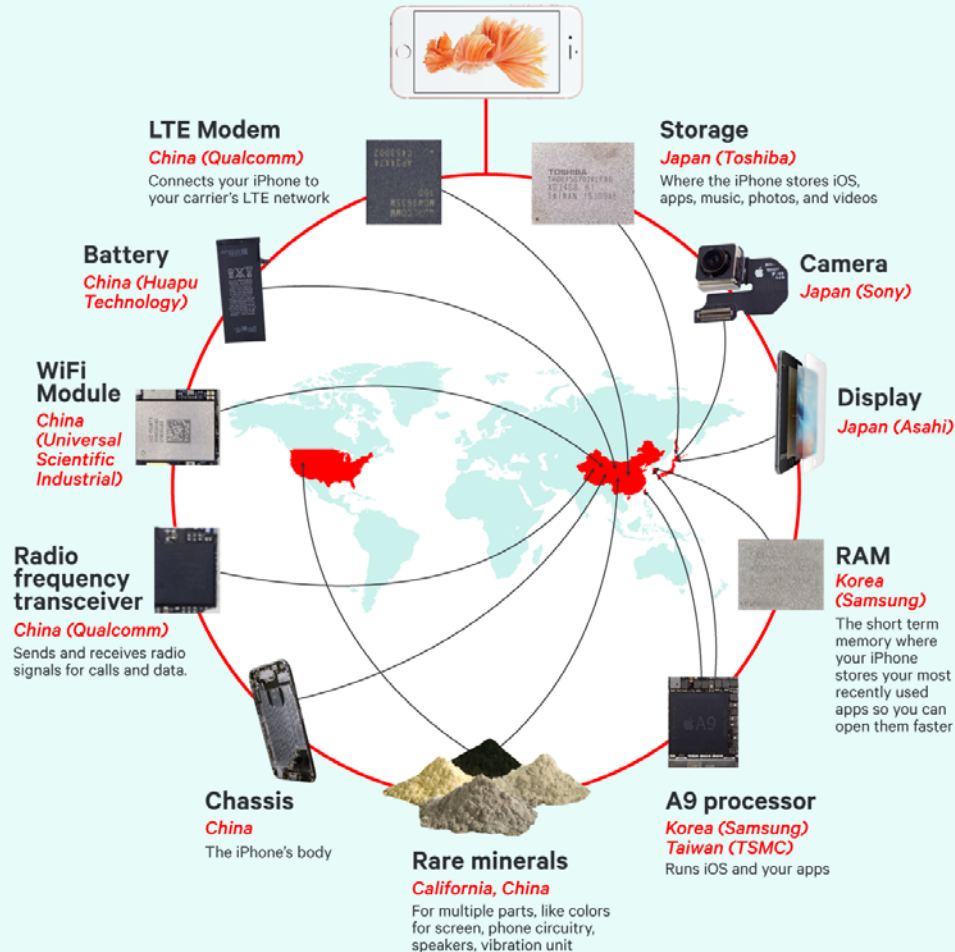 LTE Modem
China (Qualcomm)
Connects your iPhone to
your carrier's LTE network
Storage
Japan (Toshiba)
Where the iPhone stores iOS,
apps, music, photos, and videos
TOSHIBA
Battery
China (Huapu
Technology)
Camera
Japan (Sony)
WiFi
Module
China
(Universal
Scientific
Industrial)
Display
Japan (Asahi)
Radio
frequency
transceiver
China (Qualcomm)
Sends and receives radio
signals for calls and data.
RAM
Korea
(Samsung)
The short term
memory where
your iPhone
stores your most
recently used
apps so you can
open them faster
A9
Chassis
China
The iPhone's body
Rare minerals
California, China
For multiple parts, like colors
for screen, phone circuitry,
speakers, vibration unit
A9 processor
Korea (Samsung)
Taiwan (TSMC)
Runs iOS and your apps